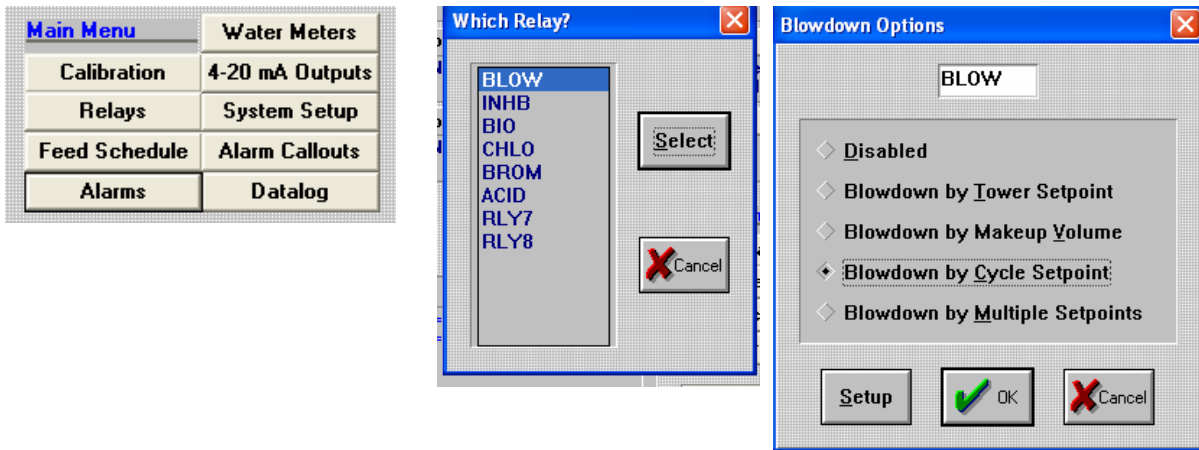 Main Menu
Water Meters
Calibration
4-20 mA Outputs
Relays
System Setup
Feed Schedule
Alarm Callouts
Alarms
Datalog
Which Relay?
BLOW
INHB
BIO
CHLO
BROM
ACID
RLY7
RLY8
Select
Cancel
Blowdown Options
BLOW
Disabled
Blowdown by Tower Setpoint
Blowdown by Makeup Volume
Blowdown by Cycle Setpoint
Blowdown by Multiple Setpoints
Setup
OK
Cancel